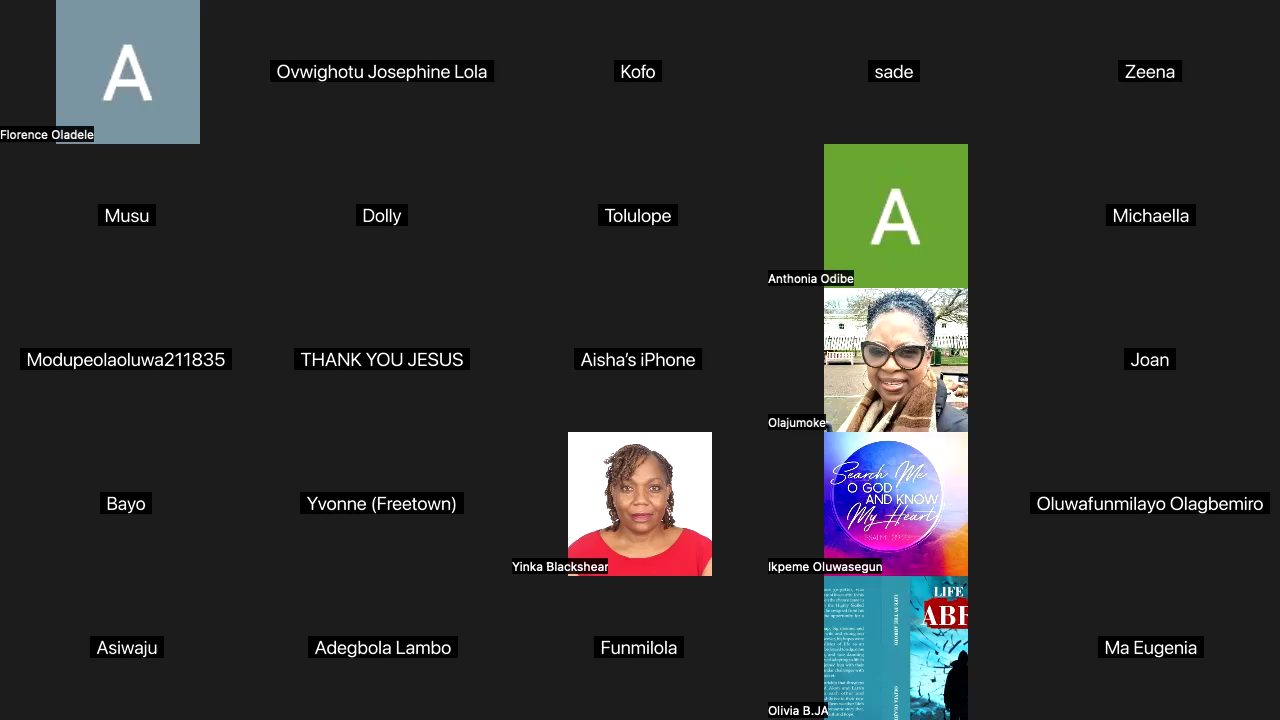 A
Florence Oladele
Ovwighotu Josephine Lola
Kofo
sade
Zeena
Musu
Dolly
Tolulope
A
Anthonia Odibe
Michaella
Modupeolaoluwa211835
THANK YOU JESUS
Aisha's iPhone
Olajumoke
Joan
Bayo
Yvonne (Freetown)
Yinka Blackshear
Search Me
O GOD
AND KNOW
My Heart
Ikpeme Oluwasegun
Oluwafunmilayo Olagbemiro
Asiwaju
Adegbola Lambo
Funmilola
LIFE
Olivia B.JA
Ma Eugenia